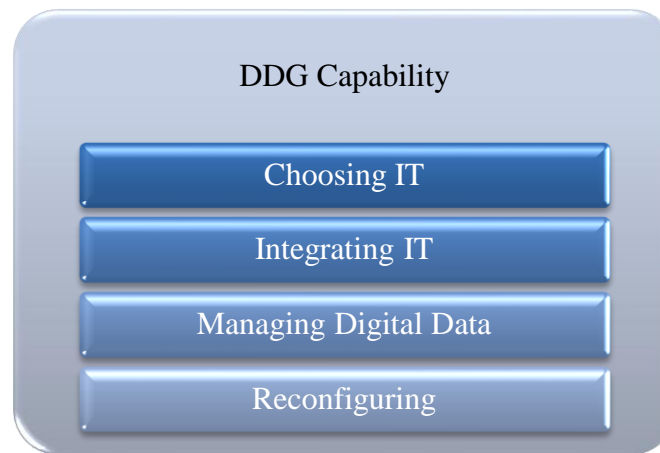 DDG Capability
Choosing IT
Integrating IT
Managing Digital Data
Reconfiguring